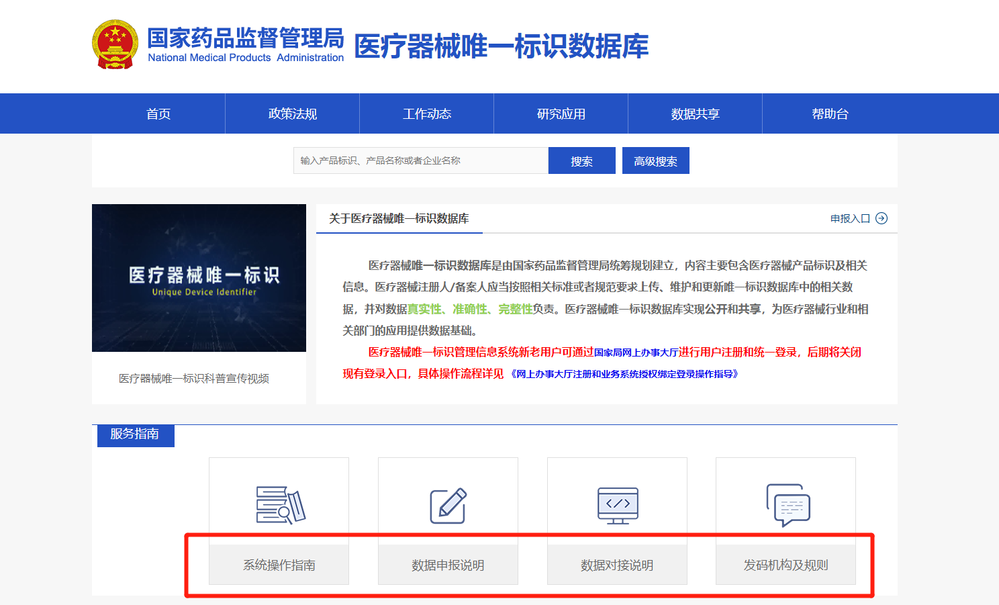 国家药品监督管理局
National Medical Products Administration
医疗器械唯一标识数据库
首页
政策法规
工作动态
研究应用
数据共享
帮助台
输入产品标识、产品名称或者企业名称
搜索
高级搜索
医疗器械唯一标识
Unique Device Identifier
医疗器械唯一标识科普宣传视频
关于医疗器械唯一标识数据库
申报入口
医疗器械唯一标识数据库是由国家药品监督管理局统筹规划建立，内容主要包含医疗器械产品标识及相关
信息。医疗器械注册人/备案人应当按照相关标准或者规范要求上传、维护和更新唯一标识数据库中的相关数
据，并对数据真实性、准确性、完整性负责。医疗器械唯一标识数据库实现公开和共享，为医疗器械行业和相
关部门的应用提供数据基础。
医疗器械唯一标识管理信息系统新老用户可通过国家局网上办事大厅进行用户注册和统一登录，后期将关闭
现有登录入口，具体操作流程详见《网上办事大厅注册和业务系统授权绑定登录操作指导》
服务指南
系统操作指南
数据申报说明
数据对接说明
发码机构及规则